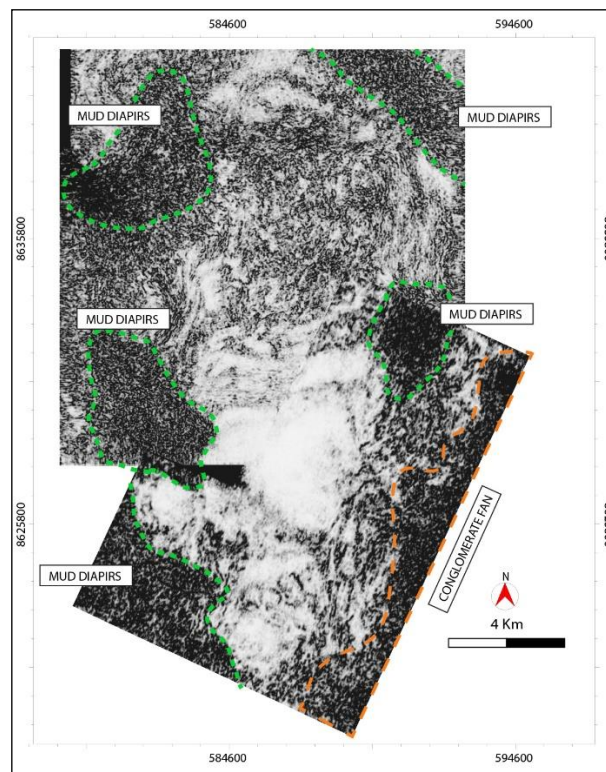 584600 594600
MUD DIAPIRS
MUD DIAPIRS
8635800
MUD DIAPIRS
MUD DIAPIRS
8625800
CONGLOMERATE FAN
MUD DIAPIRS
N
4 Km
584600 594600